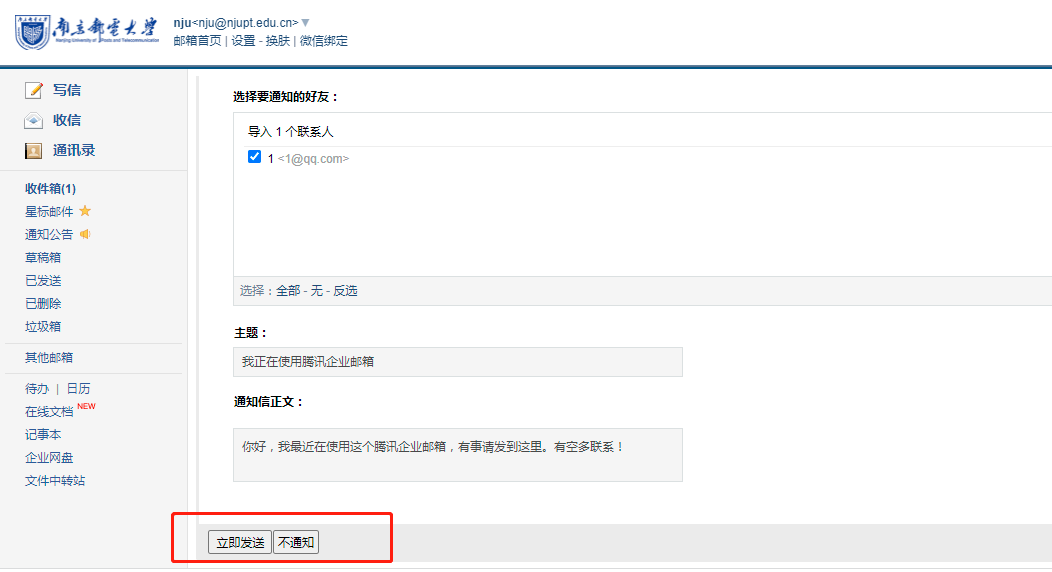 南京邮电大学
Nanjing University of Posts and Telecommunications
nju<nju@njupt.edu.cn>
邮箱首页 | 设置 - 换肤 | 微信绑定
写信
收信
通讯录
收件箱(1)
星标邮件
通知公告
草稿箱
已发送
已删除
垃圾箱
其他邮箱
待办 | 日历
在线文档 NEW
记事本
企业网盘
文件中转站
选择要通知的好友：
导入 1 个联系人
1 <1@qq.com>
选择：全部 - 无 - 反选
主题：
我正在使用腾讯企业邮箱
通知信正文：
你好，我最近在使用这个腾讯企业邮箱，有事请发到这里。有空多联系！
立即发送 不通知